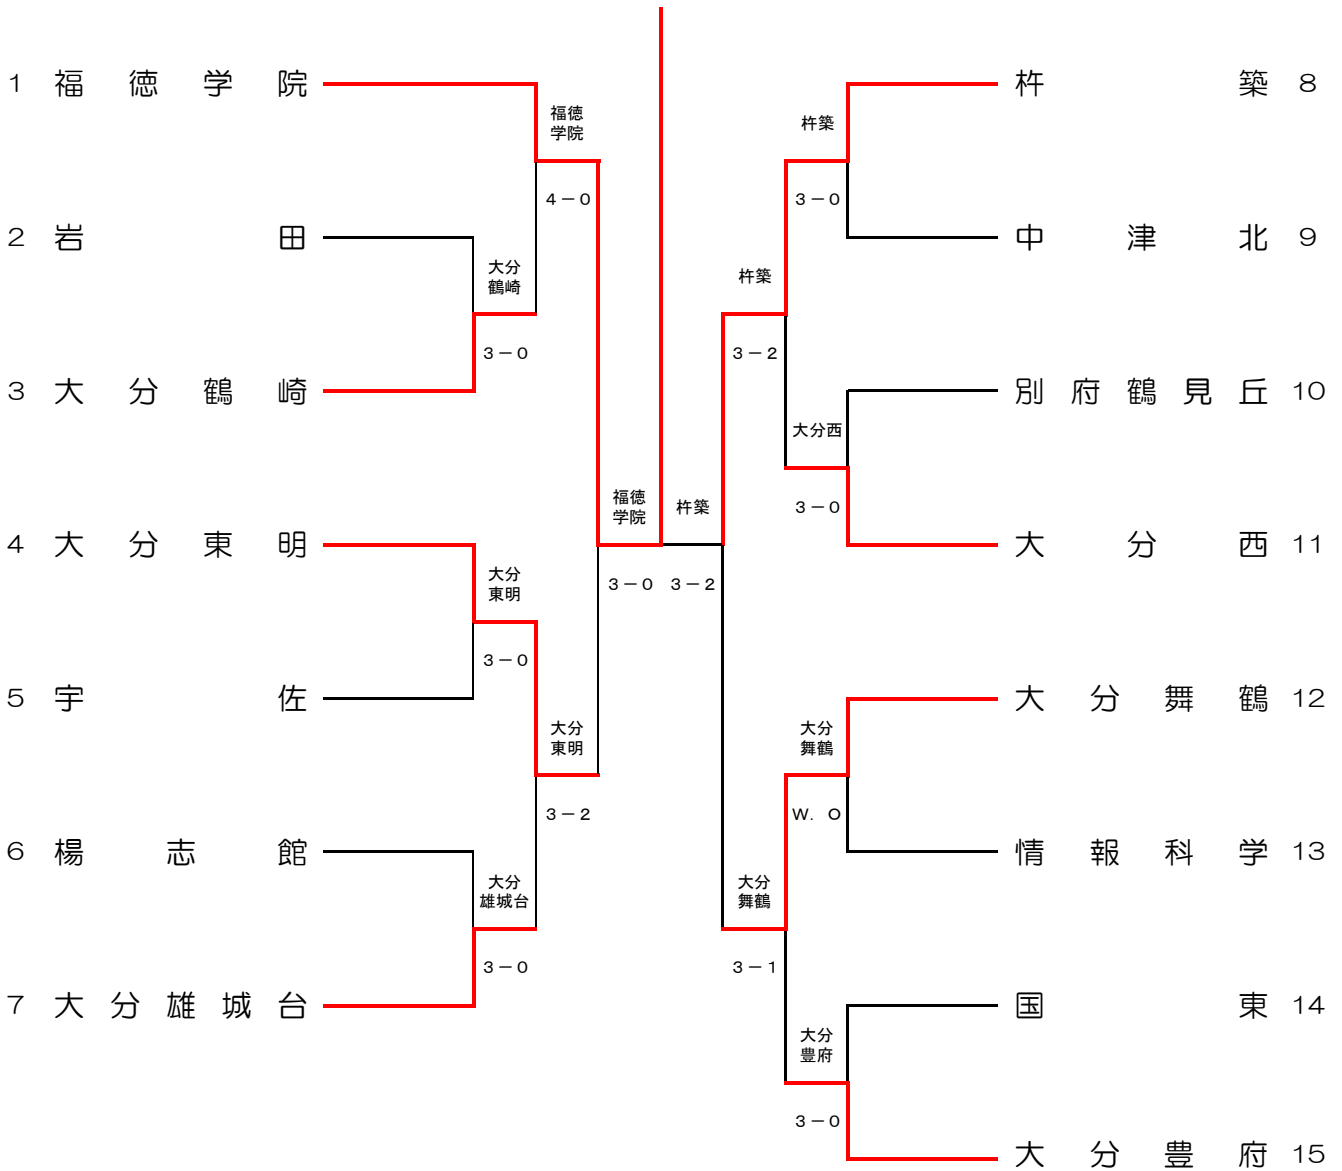 1 福徳学院
福徳
学院
4－0
2 岩田
大分
鶴崎
3－0
3 大分鶴崎
福徳
学院
3－0
4 大分東明
大分
東明
3－0
5 宇佐
大分
東明
3－2
6 楊志館
大分
雄城台
3－0
7 大分雄城台
杵築 8
杵築
3－0
中津北 9
杵築
3－2
別府鶴見丘 10
大分西
3－0
大分西 11
杵築
3－2
大分舞鶴 12
大分
舞鶴
W．O
情報科学 13
大分
舞鶴
3－1
国東 14
大分
豊府
3－0
大分豊府 15